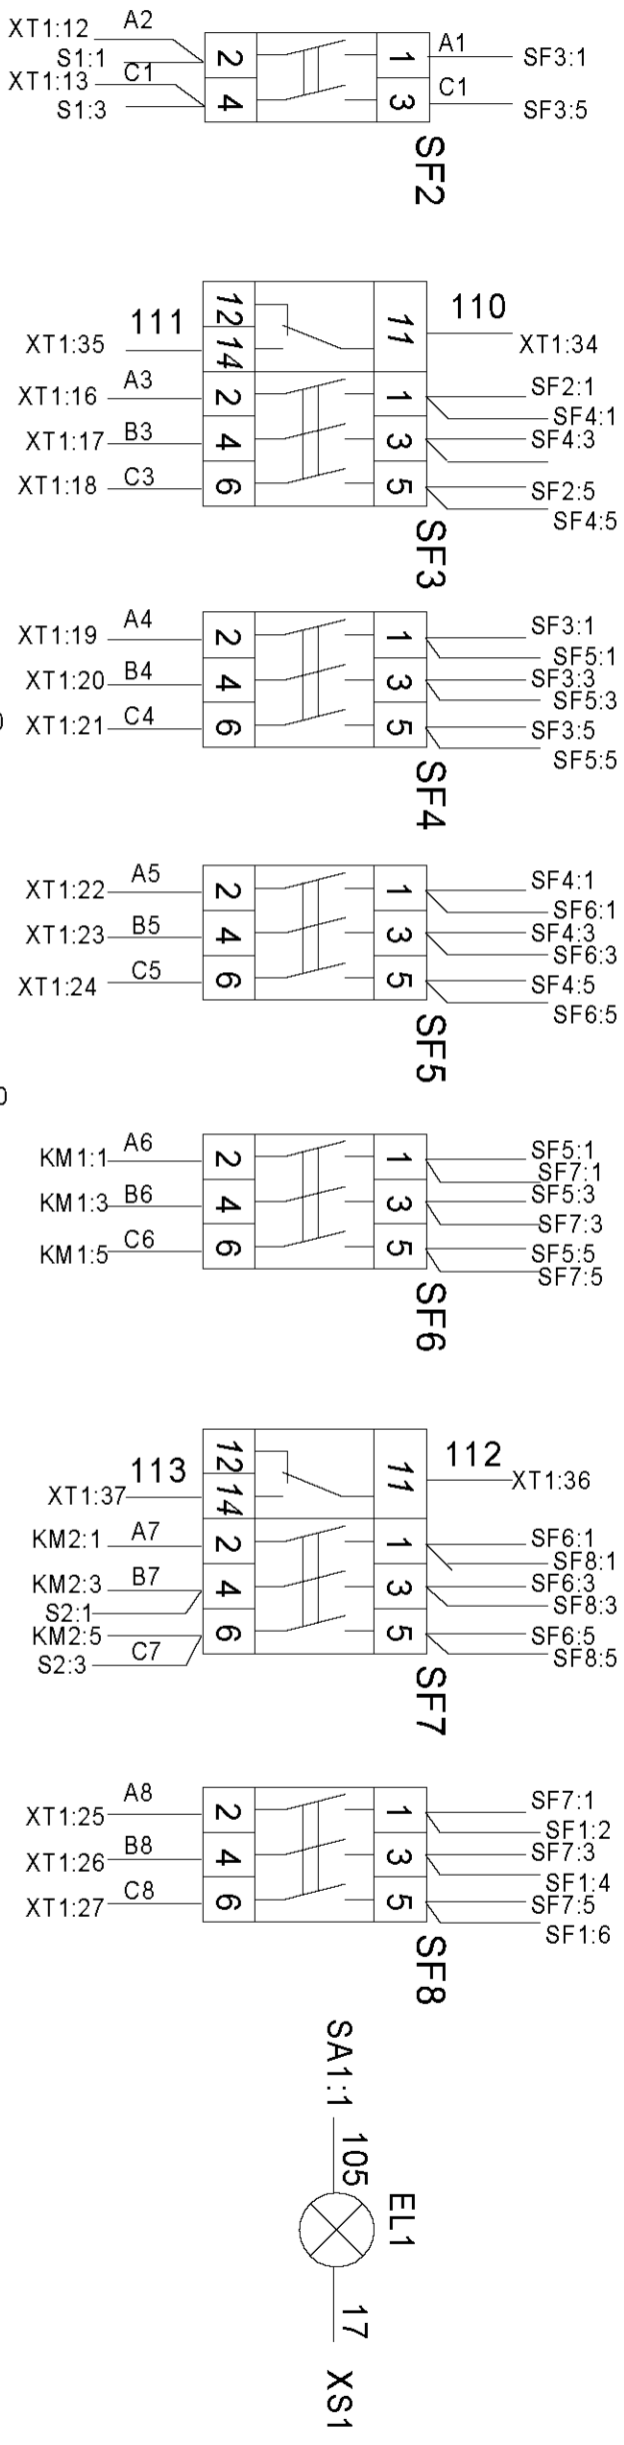 XT1:12 A2
S1:1 2 1 A1 SF3:1
XT1:13 C1
S1:3 4 3 C1 SF3:5
SF2
12 11 110
XT1:35 111 14 XT1:34
XT1:16 A3 2 1 SF2:1
SF4:1
XT1:17 B3 4 3 SF4:3
XT1:18 C3 6 5 SF2:5
SF4:5
SF3
XT1:19 A4 2 1 SF3:1
SF5:1
XT1:20 B4 4 3 SF3:3
SF5:3
0 XT1:21 C4 6 5 SF3:5
SF5:5
SF4
XT1:22 A5 2 1 SF4:1
SF6:1
XT1:23 B5 4 3 SF4:3
SF6:3
XT1:24 C5 6 5 SF4:5
SF6:5
SF5
0
KM1:1 A6 2 1 SF5:1
SF7:1
KM1:3 B6 4 3 SF5:3
SF7:3
KM1:5 C6 6 5 SF5:5
SF7:5
SF6
12 11 112
XT1:37 113 14 XT1:36
KM2:1 A7 2 1 SF6:1
SF8:1
KM2:3 B7 4 3 SF6:3
S2:1 SF8:3
KM2:5 6 5 SF6:5
S2:3 C7 SF8:5
SF7
XT1:25 A8 2 1 SF7:1
SF1:2
XT1:26 B8 4 3 SF7:3
SF1:4
XT1:27 C8 6 5 SF7:5
SF1:6
SF8
SA1:1
105
EL1
17
XS1